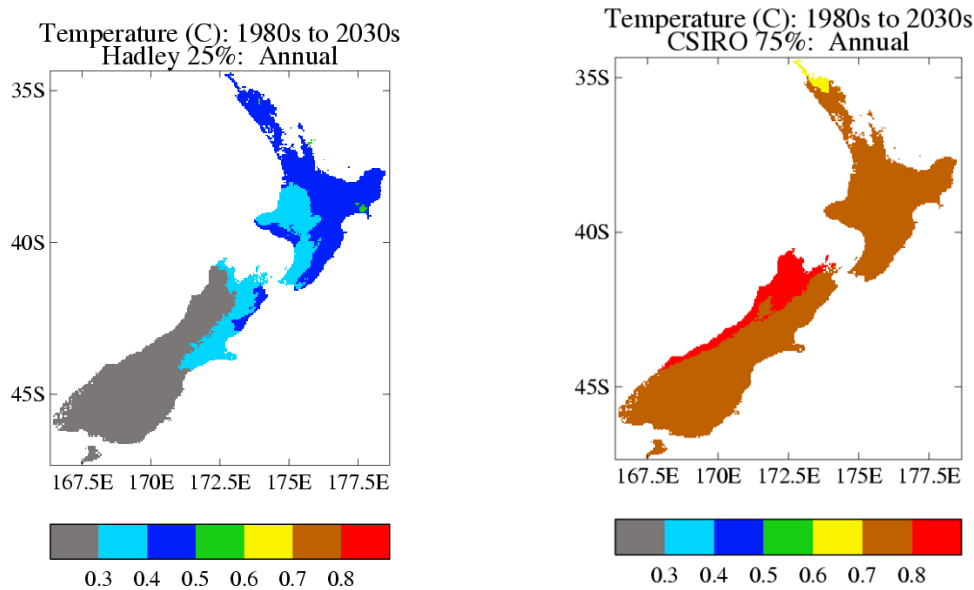 Temperature (C): 1980s to 2030s
Hadley 25%: Annual
35S
40S
45S
167.5E 170E 172.5E 175E 177.5E
0.3 0.4 0.5 0.6 0.7 0.8
Temperature (C): 1980s to 2030s
CSIRO 75%: Annual
35S
40S
45S
167.5E 170E 172.5E 175E 177.5E
0.3 0.4 0.5 0.6 0.7 0.8